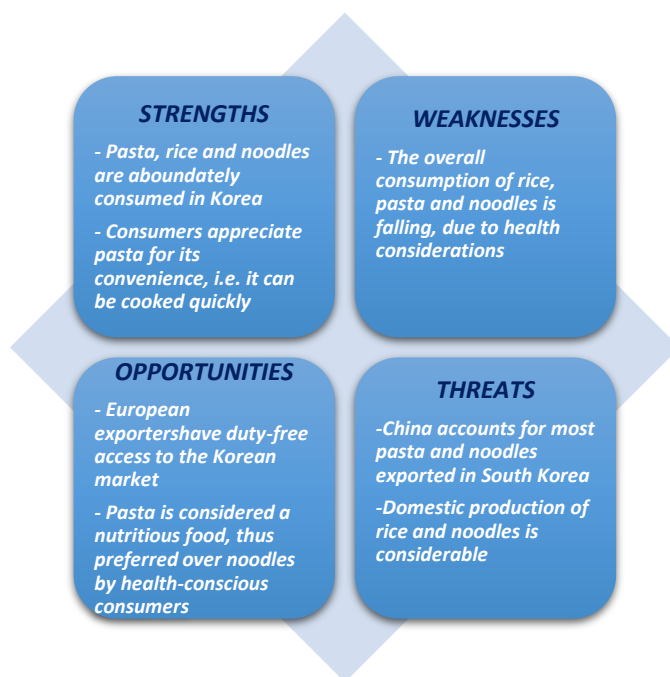 STRENGTHS
- Pasta, rice and noodles
are aboundately
consumed in Korea
- Consumers appreciate
pasta for its
convenience, i.e. it can
be cooked quickly
WEAKNESSES
- The overall
consumption of rice,
pasta and noodles is
falling, due to health
considerations
OPPORTUNITIES
- European
exportershave duty-free
access to the Korean
market
- Pasta is considered a
nutritious food, thus
preferred over noodles
by health-conscious
consumers
THREATS
-China accounts for most
pasta and noodles
exported in South Korea
-Domestic production of
rice and noodles is
considerable